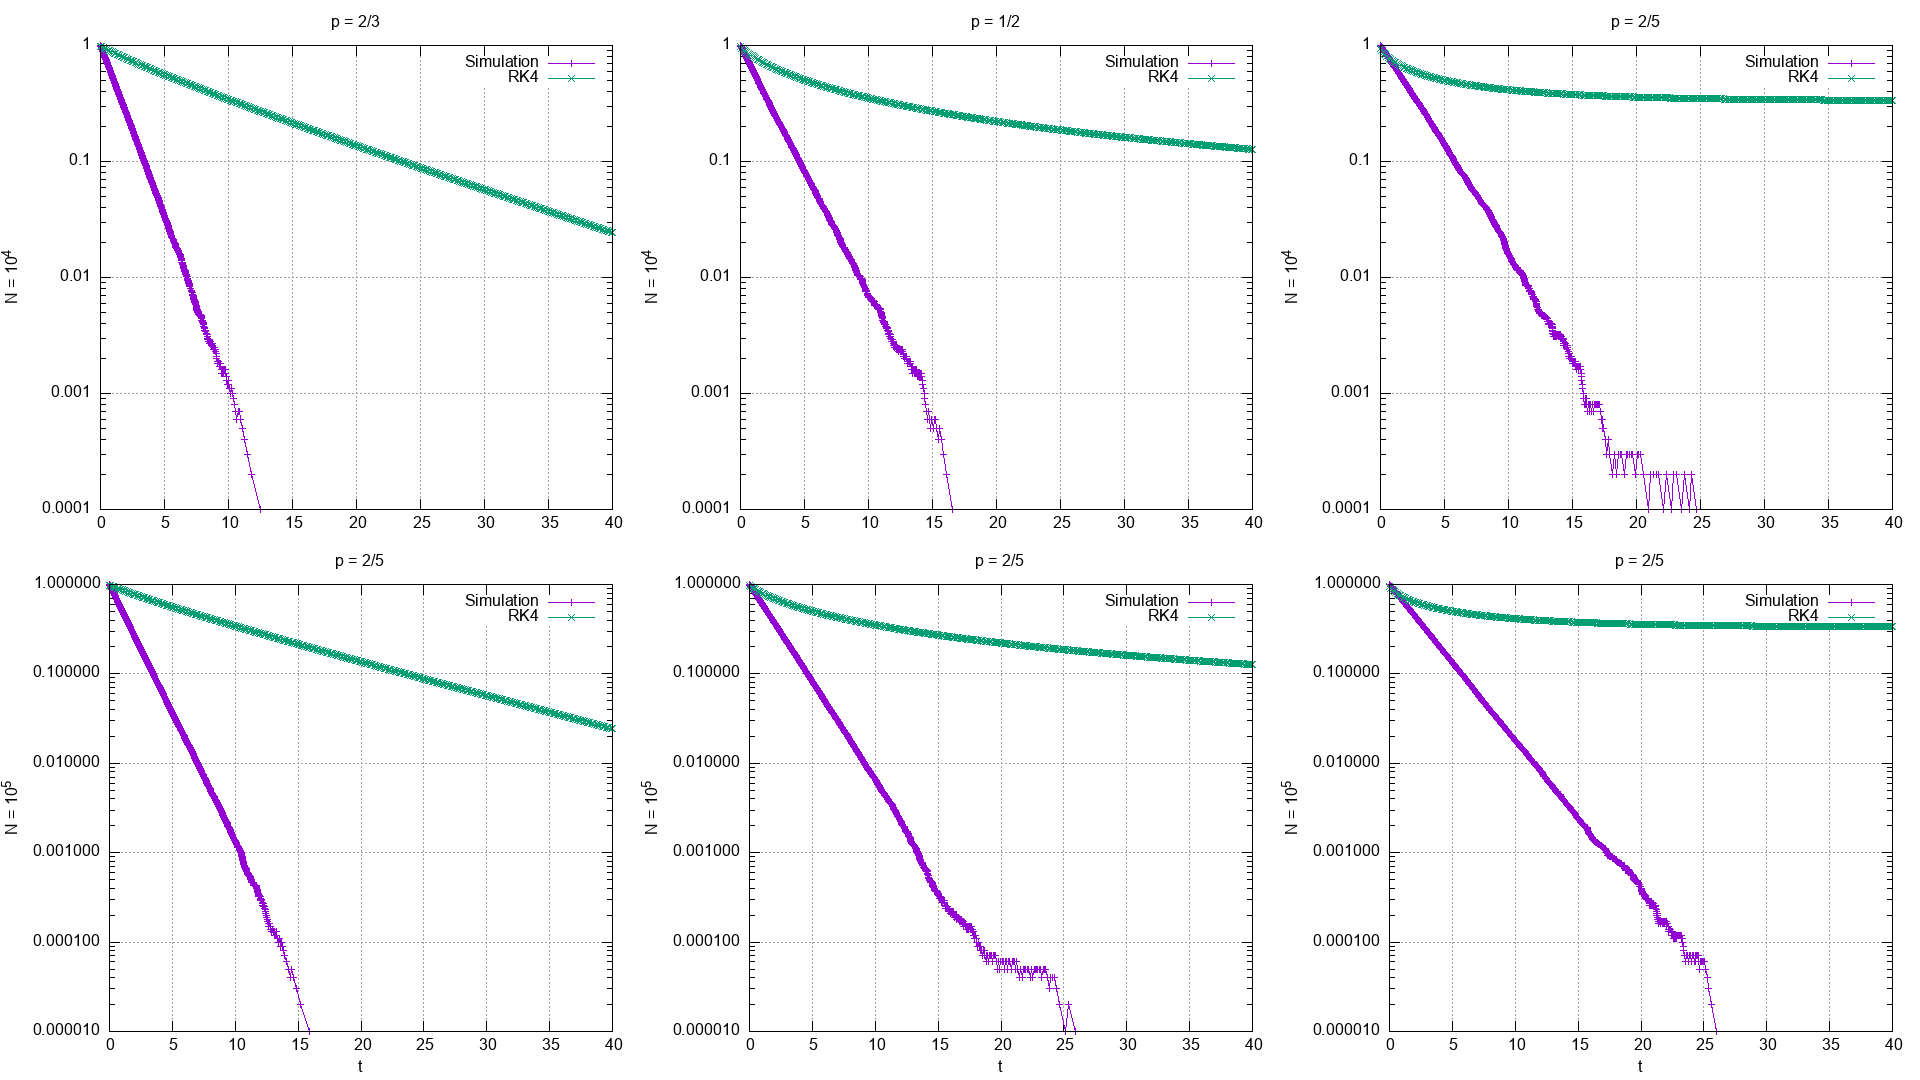 p = 2/3
Simulation
RK4
1
0.1
0.01
0.001
0.0001
N = 10^4
0 5 10 15 20 25 30 35 40
p = 1/2
Simulation
RK4
1
0.1
0.01
0.001
0.0001
N = 10^4
0 5 10 15 20 25 30 35 40
p = 2/5
Simulation
RK4
1
0.1
0.01
0.001
0.0001
N = 10^4
0 5 10 15 20 25 30 35 40
p = 2/5
Simulation
RK4
1.000000
0.100000
0.010000
0.001000
0.000100
0.000010
N = 10^5
0 5 10 15 20 25 30 35 40
t
p = 2/5
Simulation
RK4
1.000000
0.100000
0.010000
0.001000
0.000100
0.000010
N = 10^5
0 5 10 15 20 25 30 35 40
t
p = 2/5
Simulation
RK4
1.000000
0.100000
0.010000
0.001000
0.000100
0.000010
N = 10^5
0 5 10 15 20 25 30 35 40
t